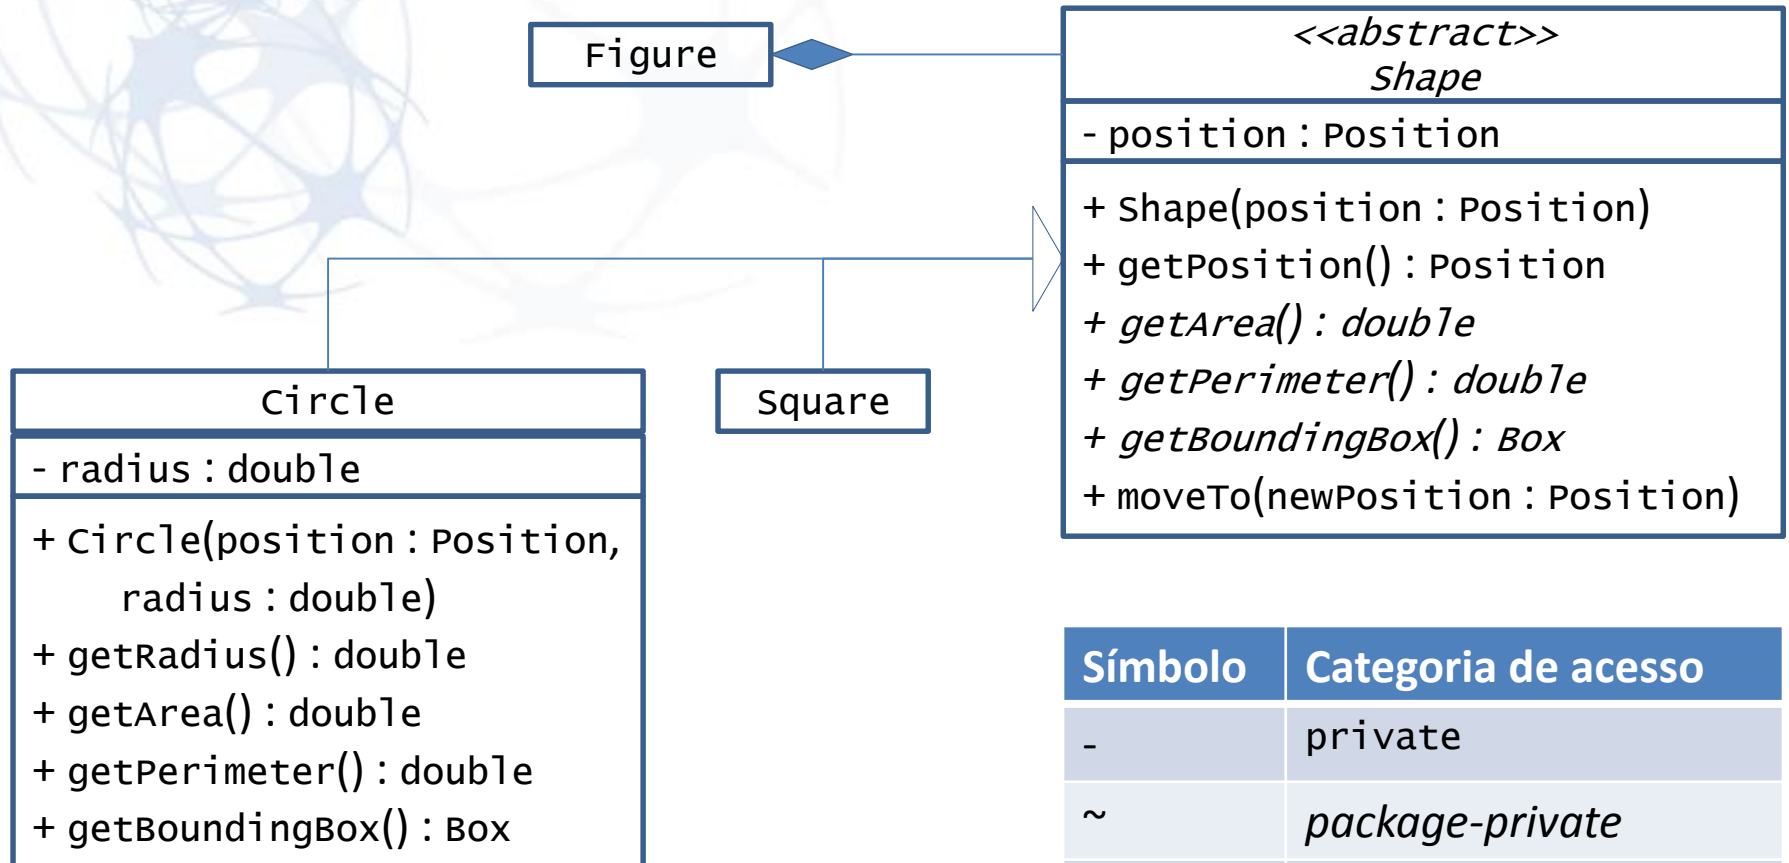 Figure
<<abstract>>
Shape
- position : Position
+ Shape(position : Position)
+ getPosition() : Position
+ getArea() : double
+ getPerimeter() : double
+ getBoundingBox() : Box
+ moveTo(newPosition : Position)
Circle
- radius : double
+ Circle(position : Position,
radius : double)
+ getRadius() : double
+ getArea() : double
+ getPerimeter() : double
+ getBoundingBox() : Box
Square
Símbolo Categoria de acesso
- private
~ package-private